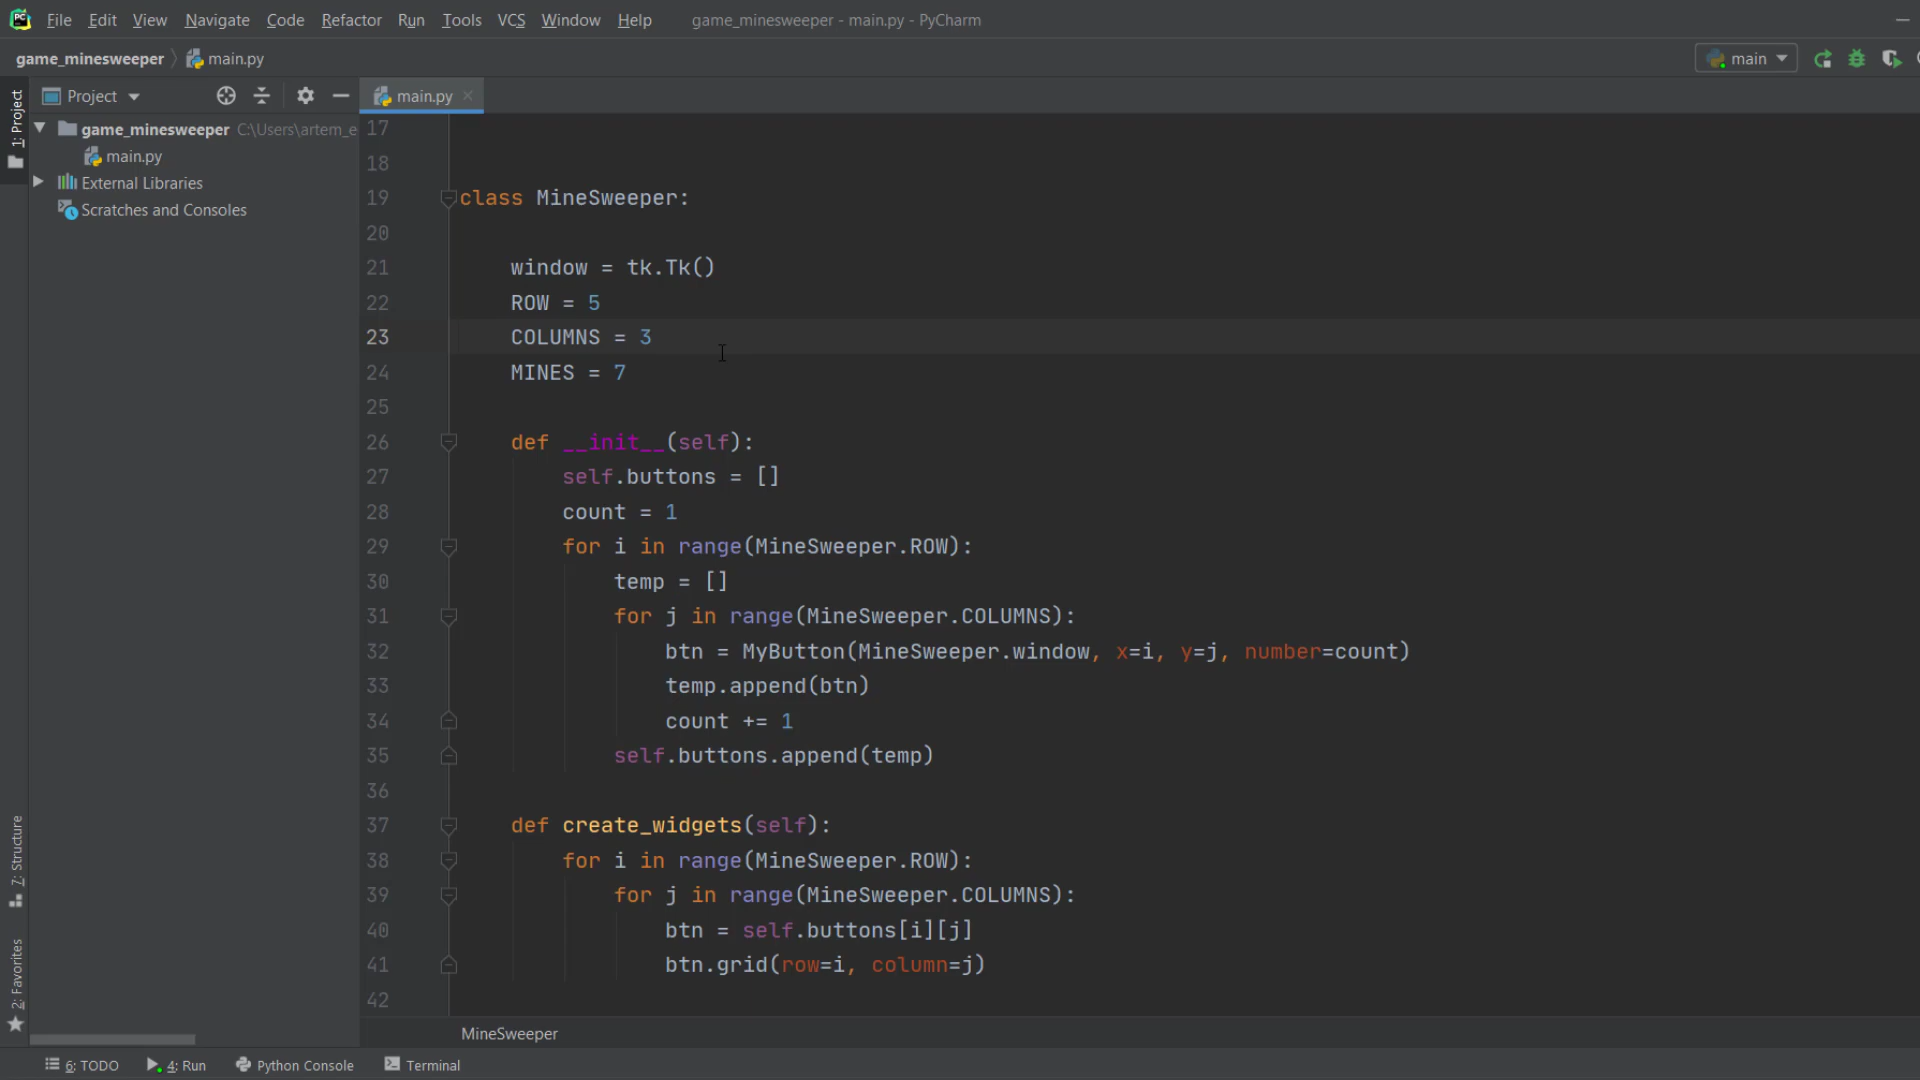 File Edit View Navigate Code Refactor Run Tools VCS Window Help game_minesweeper - main.py - PyCharm
game_minesweeper main.py main
1: Project
Project
main.py
game_minesweeper C:\Users\artem_e
main.py
External Libraries
Scratches and Consoles
7: Structure
2: Favorites
17
18
19 class MineSweeper:
20
21 window = tk.Tk()
22 ROW = 5
23 COLUMNS = 3
24 MINES = 7
25
26 def __init__(self):
27 self.buttons = []
28 count = 1
29 for i in range(MineSweeper.ROW):
30 temp = []
31 for j in range(MineSweeper.COLUMNS):
32 btn = MyButton(MineSweeper.window, x=i, y=j, number=count)
33 temp.append(btn)
34 count += 1
35 self.buttons.append(temp)
36
37 def create_widgets(self):
38 for i in range(MineSweeper.ROW):
39 for j in range(MineSweeper.COLUMNS):
40 btn = self.buttons[i][j]
41 btn.grid(row=i, column=j)
42
MineSweeper
6: TODO 4: Run Python Console Terminal